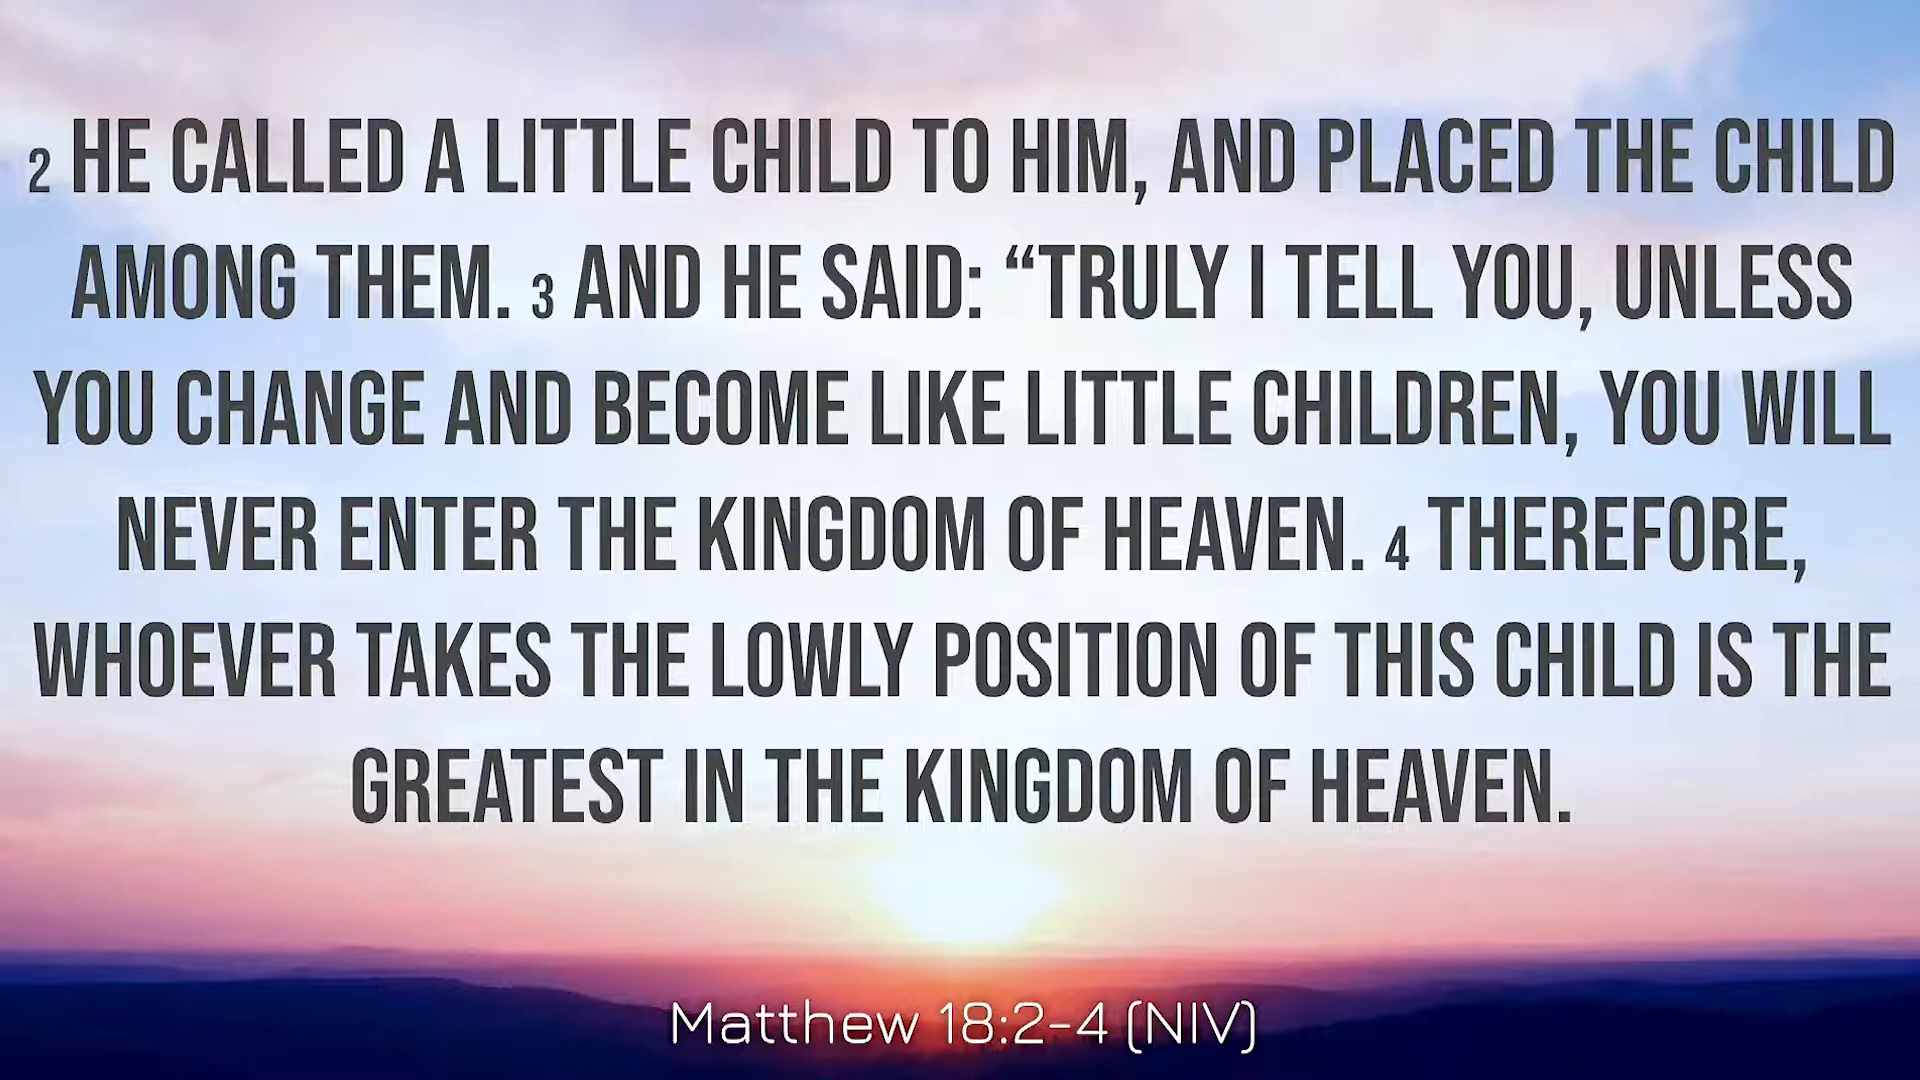 2 HE CALLED A LITTLE CHILD TO HIM, AND PLACED THE CHILD
AMONG THEM. 3 AND HE SAID: “TRULY I TELL YOU, UNLESS
YOU CHANGE AND BECOME LIKE LITTLE CHILDREN, YOU WILL
NEVER ENTER THE KINGDOM OF HEAVEN. 4 THEREFORE,
WHOEVER TAKES THE LOWLY POSITION OF THIS CHILD IS THE
GREATEST IN THE KINGDOM OF HEAVEN.
Matthew 18:2-4 (NIV)